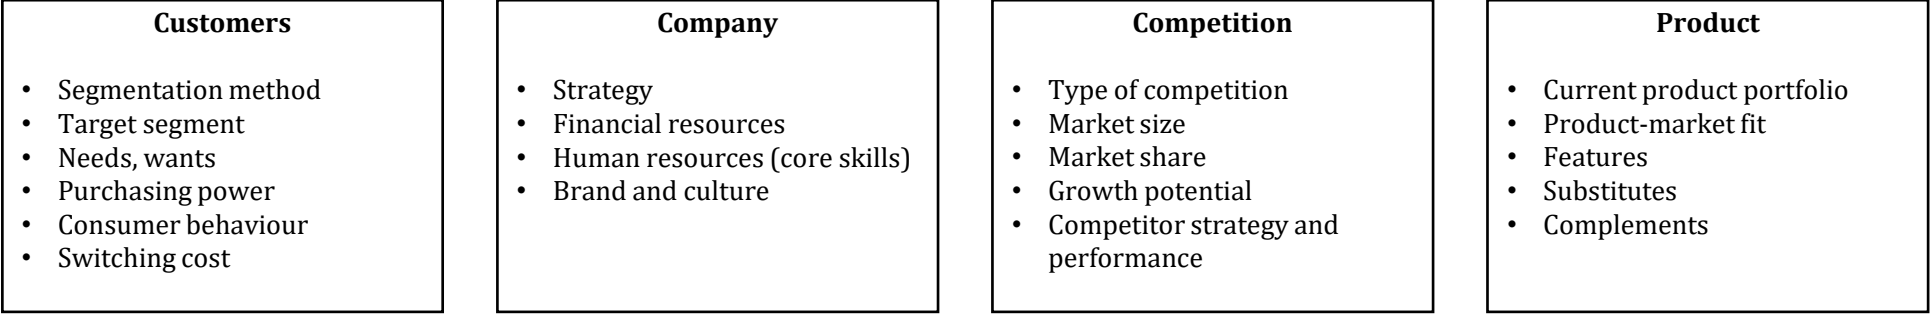 Customers
• Segmentation method
• Target segment
• Needs, wants
• Purchasing power
• Consumer behaviour
• Switching cost
Company
• Strategy
• Financial resources
• Human resources (core skills)
• Brand and culture
Competition
• Type of competition
• Market size
• Market share
• Growth potential
• Competitor strategy and
performance
Product
• Current product portfolio
• Product-market fit
• Features
• Substitutes
• Complements